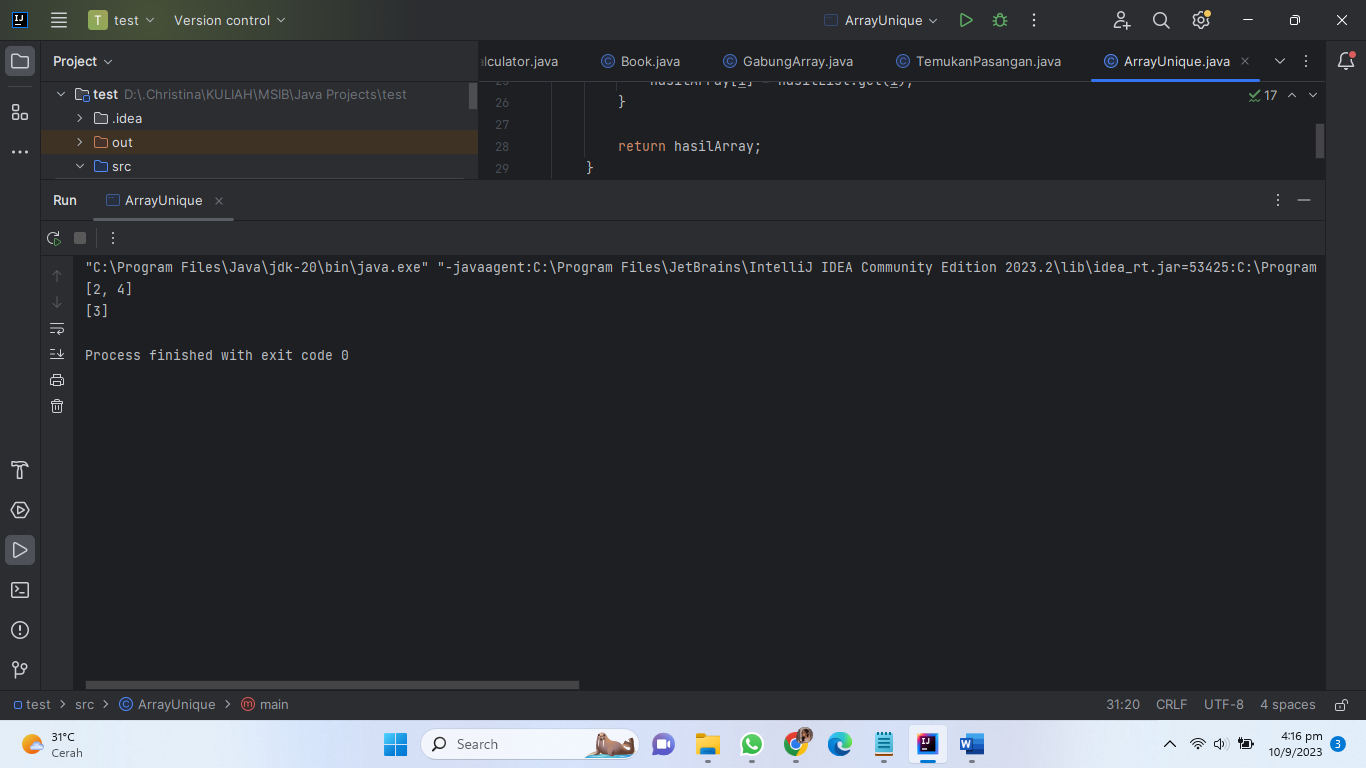 T test Version control ArrayUnique
Project alculator.java Book.java GabungArray.java TemukanPasangan.java ArrayUnique.java
test D:\.Christina\KULIAH\MSIB\Java Projects\test
.idea
out
src
17
26 }
27
28 return hasilArray;
29 }
Run ArrayUnique
"C:\Program Files\Java\jdk-20\bin\java.exe" "-javaagent:C:\Program Files\JetBrains\IntelliJ IDEA Community Edition 2023.2\lib\idea_rt.jar=53425:C:\Program
[2, 4]
[3]
Process finished with exit code 0
test > src > ArrayUnique > main 31:20 CRLF UTF-8 4 spaces
31°C
Cerah
Search
4:16 pm
10/9/2023
3